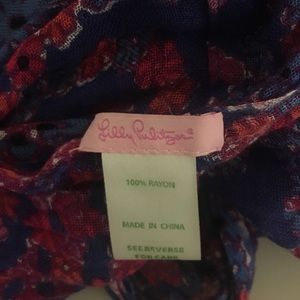 Lilly Pulitzer®
100% RAYON
MADE IN CHINA
SEE REVERSE
FOR CARE